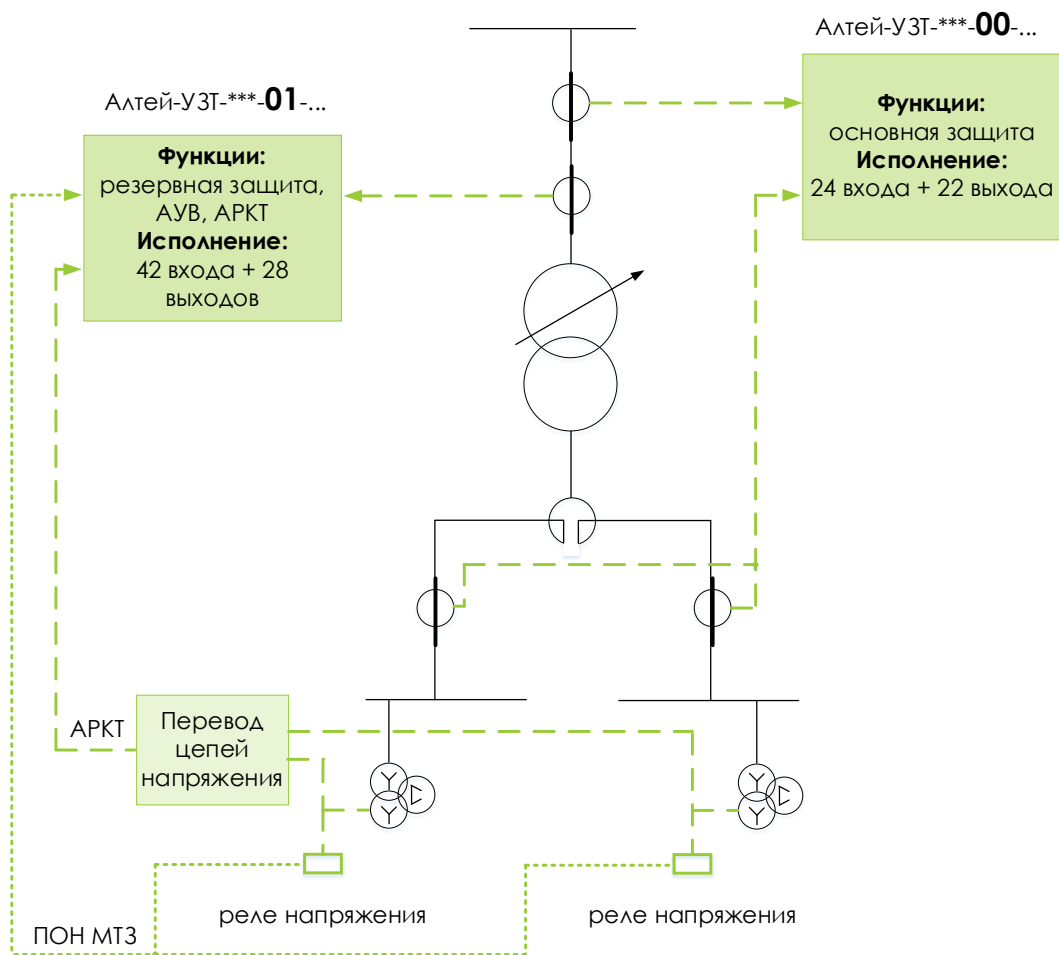 Алтей-УЗТ-***-00-...
Функции:
основная защита
Исполнение:
24 входа + 22 выхода
Алтей-УЗТ-***-01-...
Функции:
резервная защита,
АУВ, АРКТ
Исполнение:
42 входа + 28
выходов
АРКТ
Перевод
цепей
напряжения
реле напряжения
реле напряжения
ПОН МТЗ